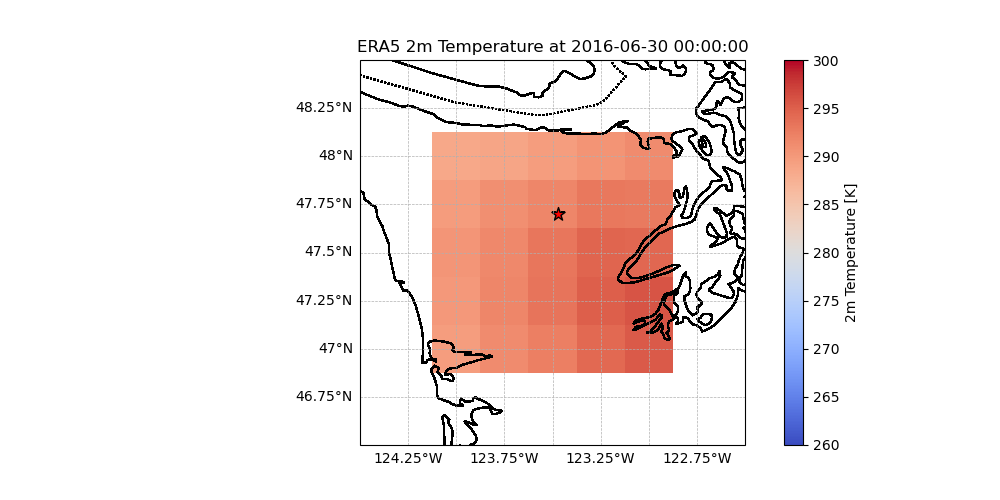 ERA5 2m Temperature at 2016-06-30 00:00:00
48.25°N
48°N
47.75°N
47.5°N
47.25°N
47°N
46.75°N
124.25°W
123.75°W
123.25°W
122.75°W
300
295
290
285
280
275
270
265
260
2m Temperature [K]